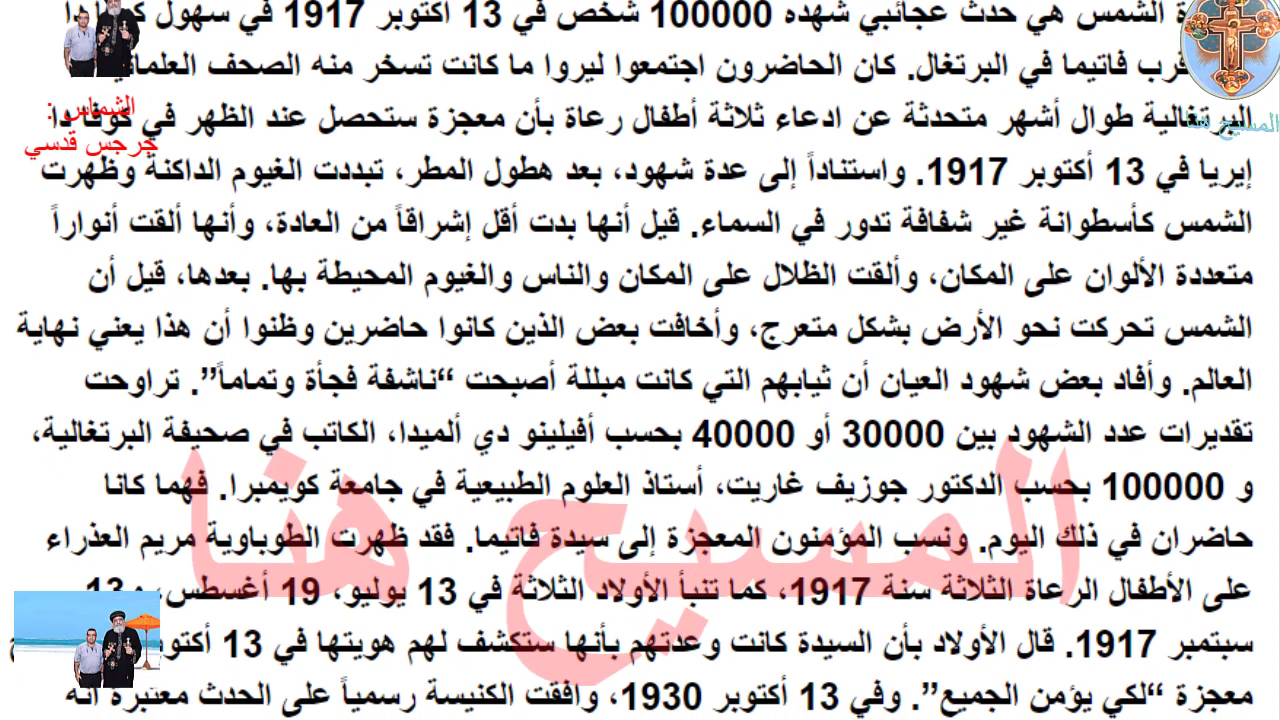 ة الشمس هي حدث عجائبي شهده 100000 شخص في 13 أكتوبر 1917 في سهول
قرب فاتيما في البرتغال. كان الحاضرون اجتمعوا ليروا ما كانت تسخر منه الصحف العلمانية
البرتغالية طوال أشهر متحدثة عن ادعاء ثلاثة أطفال رعاة بأن معجزة ستحصل عند الظهر في كوفا دا
إيريا في 13 أكتوبر 1917. واستناداً إلى عدة شهود، بعد هطول المطر، تبددت الغيوم الداكنة وظهرت
الشمس كأسطوانة غير شفافة تدور في السماء. قيل أنها بدت أقل إشراقاً من العادة، وأنها ألقت أنواراً
متعددة الألوان على المكان، وألقت الظلال على المكان والناس والغيوم المحيطة بها. بعدها، قيل أن
الشمس تحركت نحو الأرض بشكل متعرج، وأخافت بعض الذين كانوا حاضرين وظنوا أن هذا يعني نهاية
العالم. وأفاد بعض شهود العيان أن ثيابهم التي كانت مبللة أصبحت “ناشفة فجأة وتماماً”. تراوحت
تقديرات عدد الشهود بين 30000 أو 40000 بحسب أفيلينو دي ألميدا، الكاتب في صحيفة البرتغالية،
و 100000 بحسب الدكتور جوزيف غاريت، أستاذ العلوم الطبيعية في جامعة كويمبرا. فهما كانا
حاضران في ذلك اليوم. ونسب المؤمنون المعجزة إلى سيدة فاتيما. فقد ظهرت الطوباوية مريم العذراء
على الأطفال الرعاة الثلاثة سنة 1917، كما تنبأ الأولاد الثلاثة في 13 يوليو، 19 أغسطس، و13
سبتمبر 1917. قال الأولاد بأن السيدة كانت وعدتهم بأنها ستكشف لهم هويتها في 13
معجزة “لكي يؤمن الجميع”. وفي 13 أكتوبر 1930، وافقت الكنيسة رسمياً على الحدث معتبرة أنه
الشماس :
جرجس قدسي
المسيح هنا
المسيح هنا